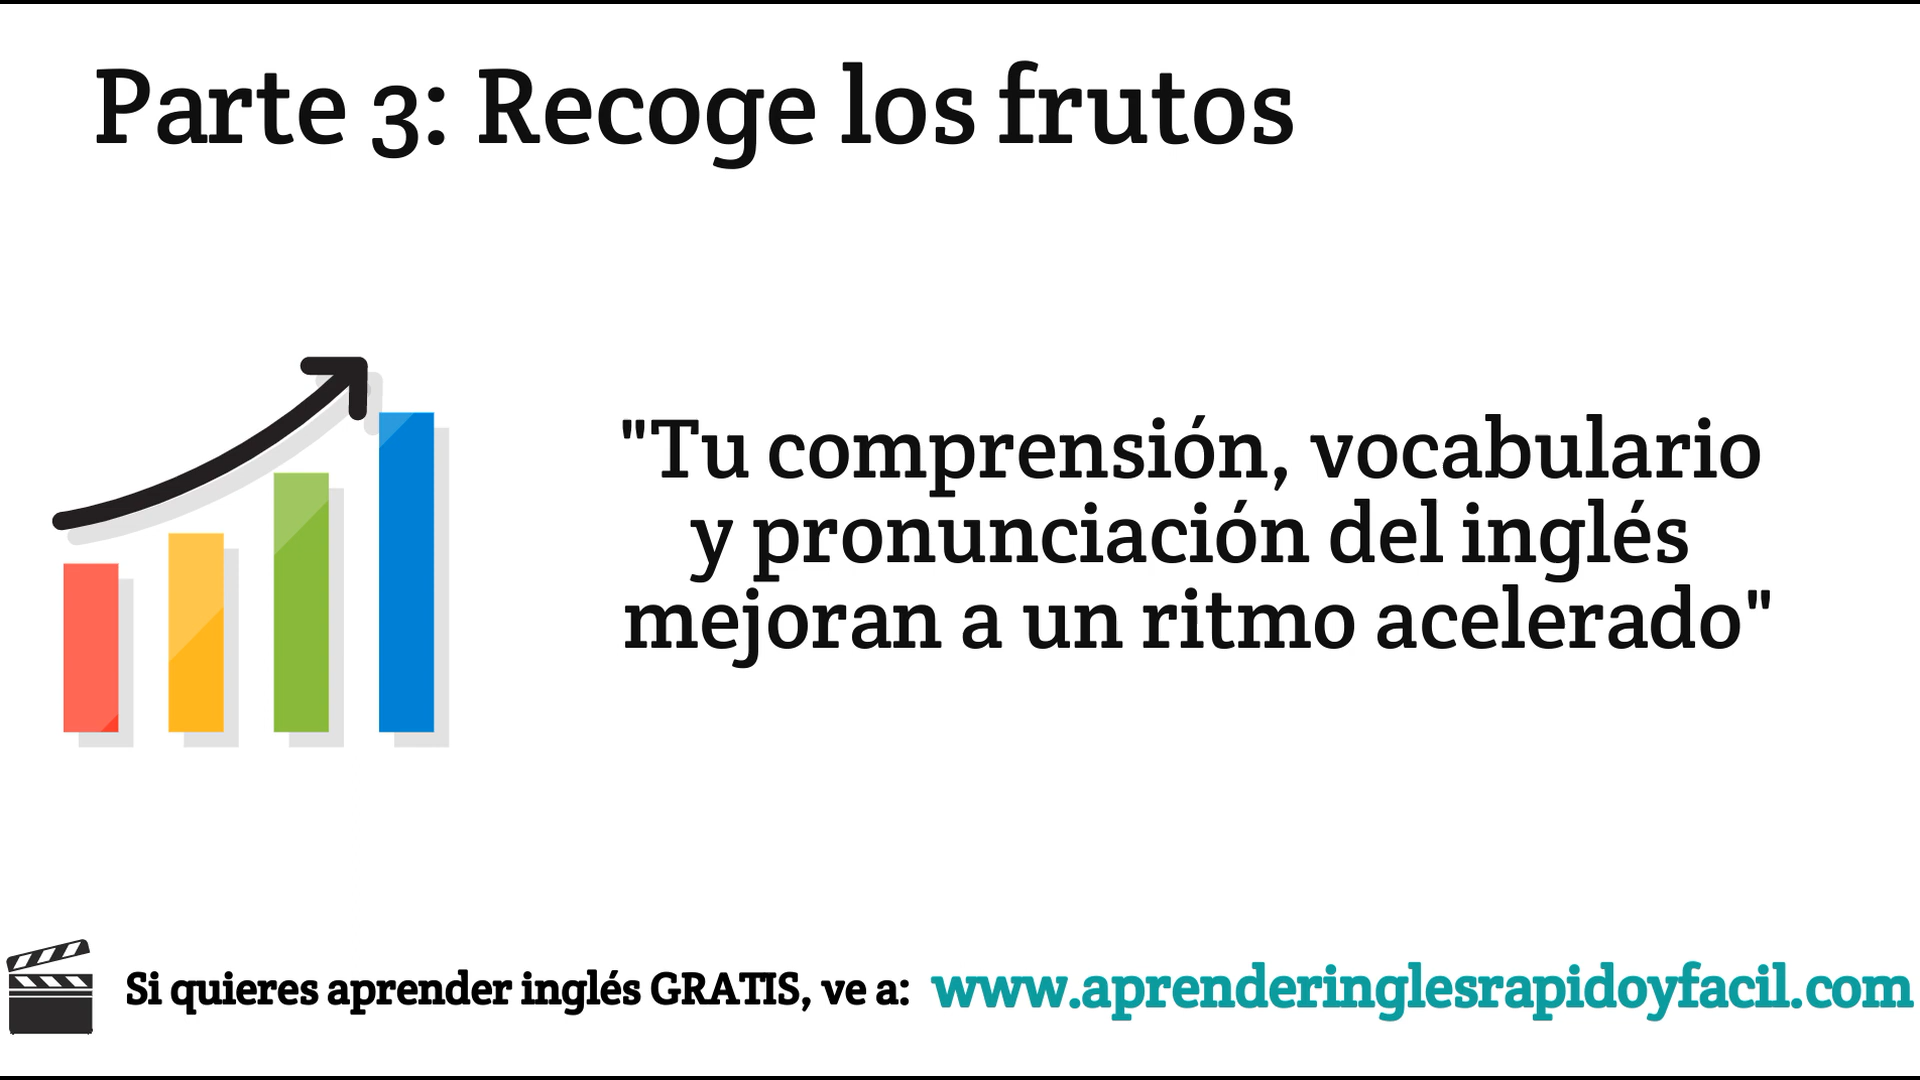 Parte 3: Recoge los frutos
"Tu comprensión, vocabulario
y pronunciación del inglés
mejoran a un ritmo acelerado"
Si quieres aprender inglés GRATIS, ve a: www.aprenderinglesrapidoyfacil.com